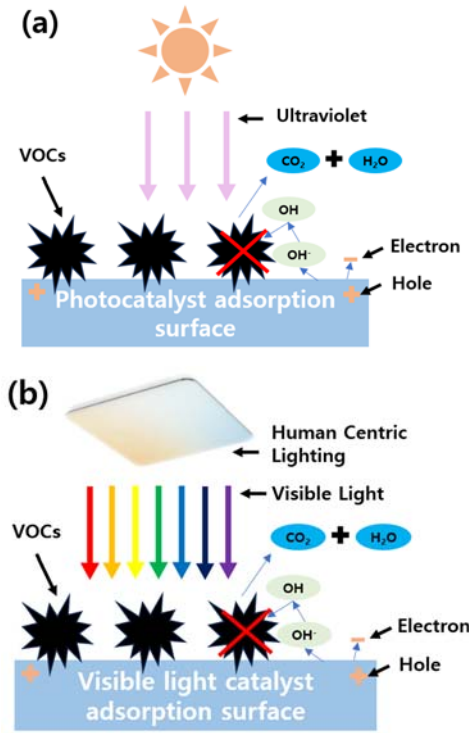 (a)
Ultraviolet
VOCs
CO₂ + H₂O
OH
OH⁻
Electron
Hole
Photocatalyst adsorption
surface
(b)
Human Centric
Lighting
Visible Light
VOCs
CO₂ + H₂O
OH
OH⁻
Electron
Hole
Visible light catalyst
adsorption surface